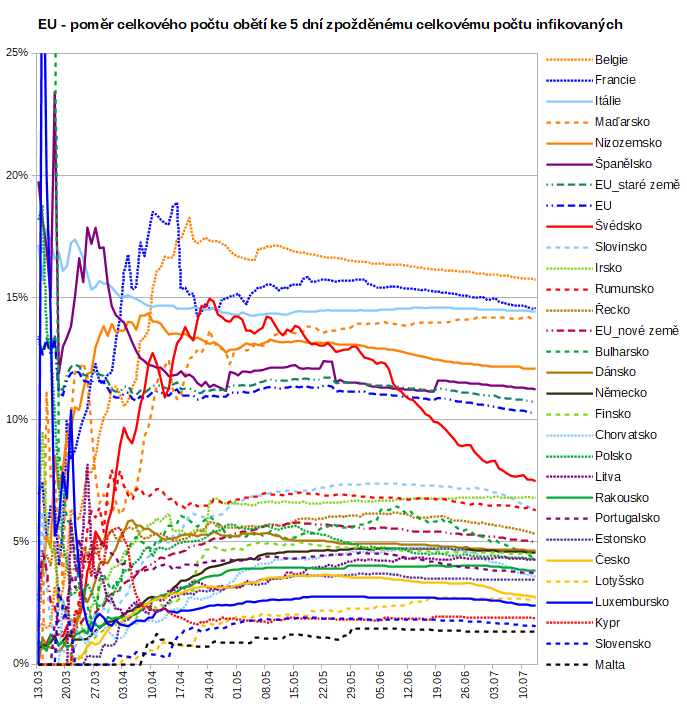 EU - poměr celkového počtu obětí ke 5 dní zpožděnému celkovému počtu infikovaných
25%
20%
15%
10%
5%
0%
13.03
20.03
27.03
03.04
10.04
17.04
24.04
01.05
08.05
15.05
22.05
29.05
05.06
12.06
19.06
26.06
03.07
10.07
Belgie
Francie
Itálie
Maďarsko
Nizozemsko
Španělsko
EU_staré země
EU
Švédsko
Slovinsko
Irsko
Rumunsko
Řecko
EU_nové země
Bulharsko
Dánsko
Německo
Finsko
Chorvatsko
Polsko
Litva
Rakousko
Portugalsko
Estonsko
Česko
Lotyšsko
Luxembursko
Kypr
Slovensko
Malta